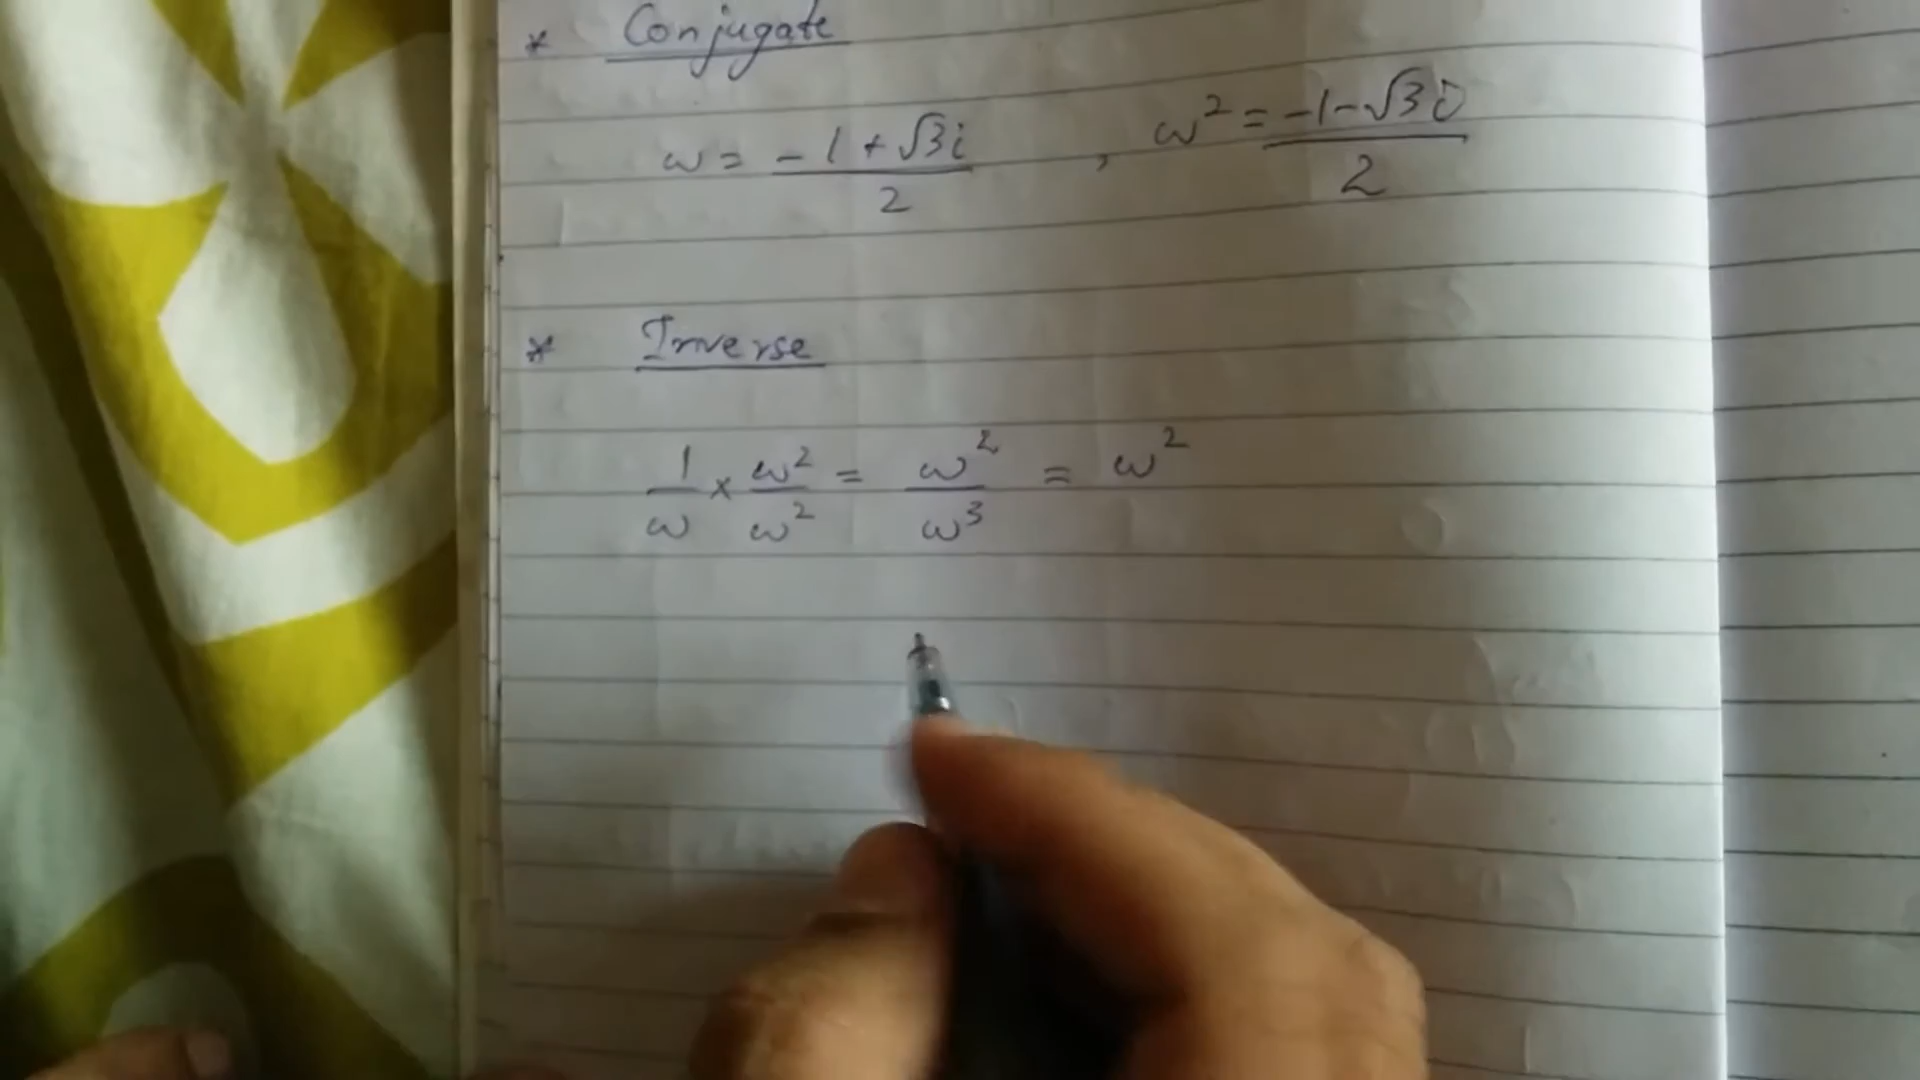 * Conjugate
ω = (-1+√3i)/2 , ω² = (-1-√3i)/2
* Inverse
1/ω × ω²/ω² = ω²/ω³ = ω²